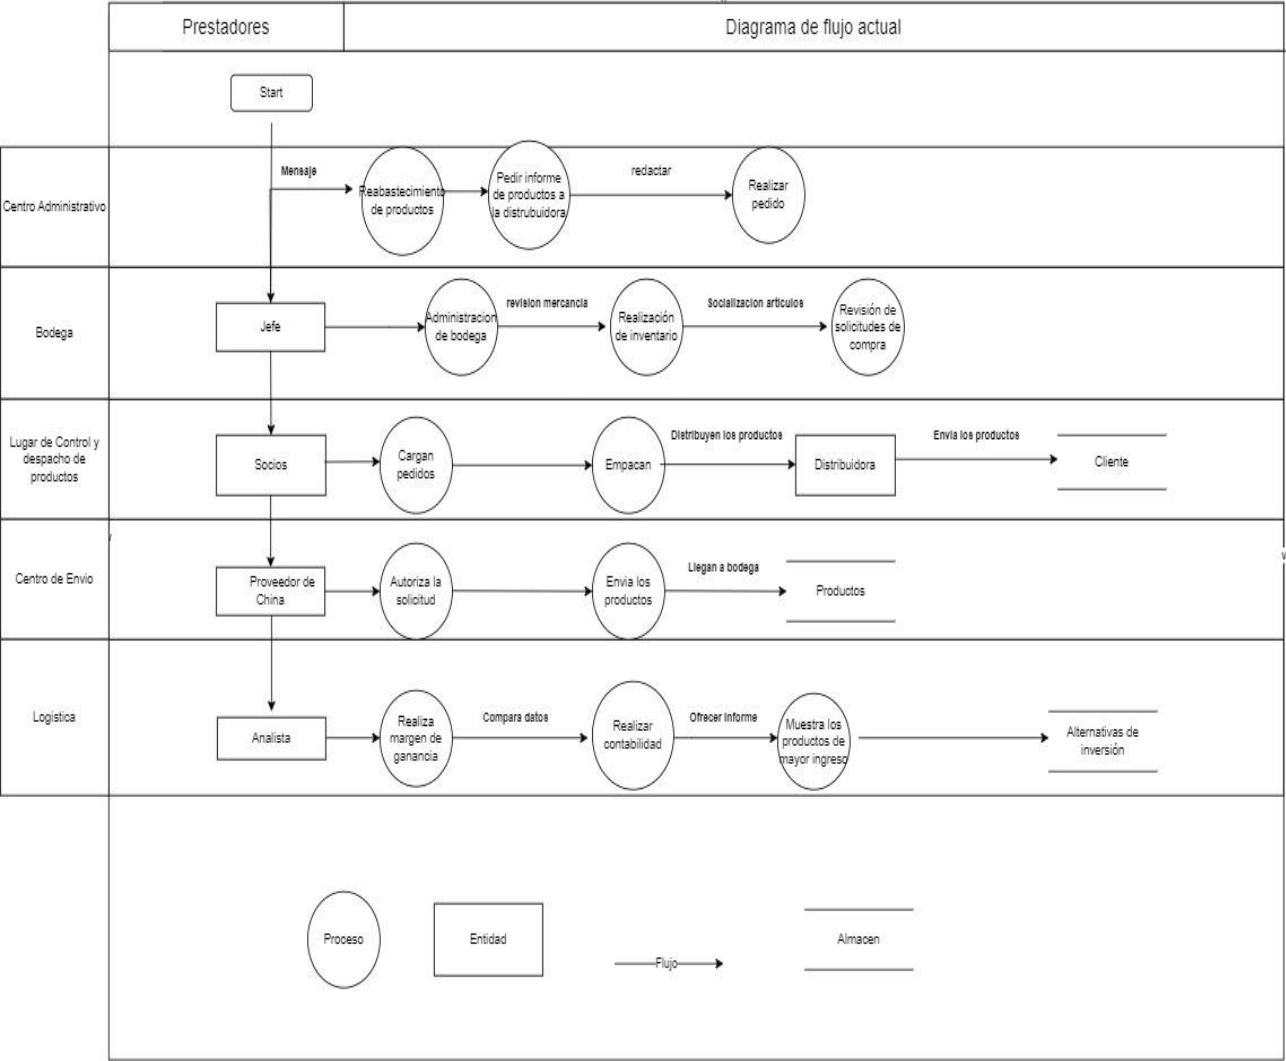 Prestadores
Diagrama de flujo actual
Start
Centro Administrativo
Mensaje
Reabastecimiento
de productos
Pedir informe
de productos a
la distrubuidora
redactar
Realizar
pedido
Bodega
Jefe
Administracion
de bodega
revision mercancia
Realización
de inventario
Socializacion articulos
Revisión de
solicitudes de
compra
Lugar de Control y
despacho de
productos
Socios
Cargan
pedidos
Empacan
Distribuyen los productos
Distribuidora
Envia los productos
Cliente
Centro de Envio
Proveedor de
China
Autoriza la
solicitud
Envia los
productos
Llegan a bodega
Productos
Logística
Analista
Realiza
margen de
ganancia
Compara datos
Realizar
contabilidad
Ofrecer Informe
Muestra los
productos de
mayor ingreso
Alternativas de
inversión
Proceso
Entidad
Flujo
Almacen